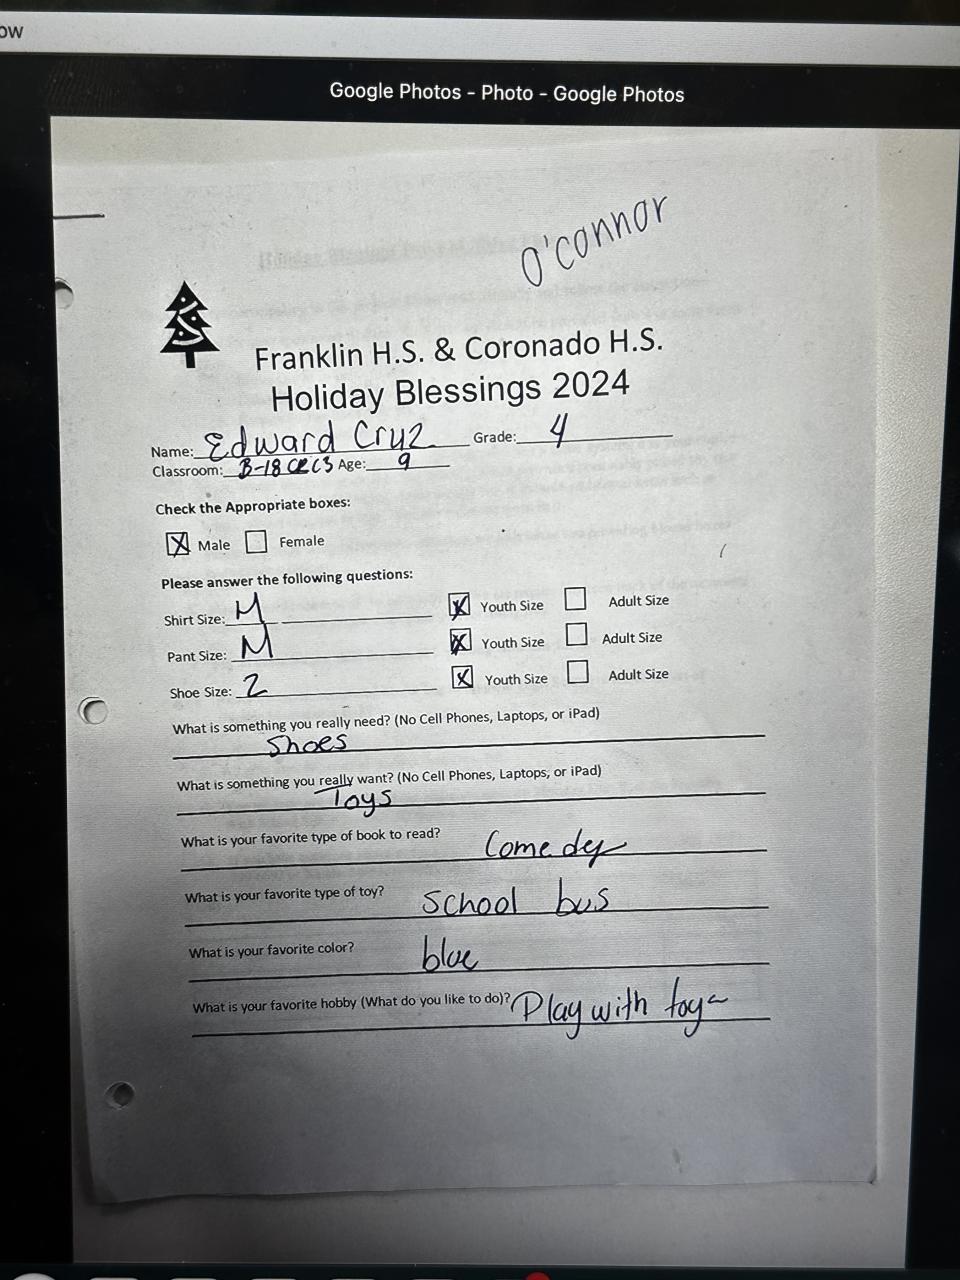 ow
Google Photos - Photo - Google Photos
O'connor
Franklin H.S. & Coronado H.S.
Holiday Blessings 2024
Name: Edward Cruz Grade: 4
Classroom: B-18 CRC3 Age: 9
Check the Appropriate boxes:
Male Female
Please answer the following questions:
Shirt Size: M Youth Size Adult Size
Pant Size: M Youth Size Adult Size
Shoe Size: 2 Youth Size Adult Size
What is something you really need? (No Cell Phones, Laptops, or iPad)
Shoes
What is something you really want? (No Cell Phones, Laptops, or iPad)
Toys
What is your favorite type of book to read? Comedy
What is your favorite type of toy? School bus
What is your favorite color? blue
What is your favorite hobby (What do you like to do)? Play with toys